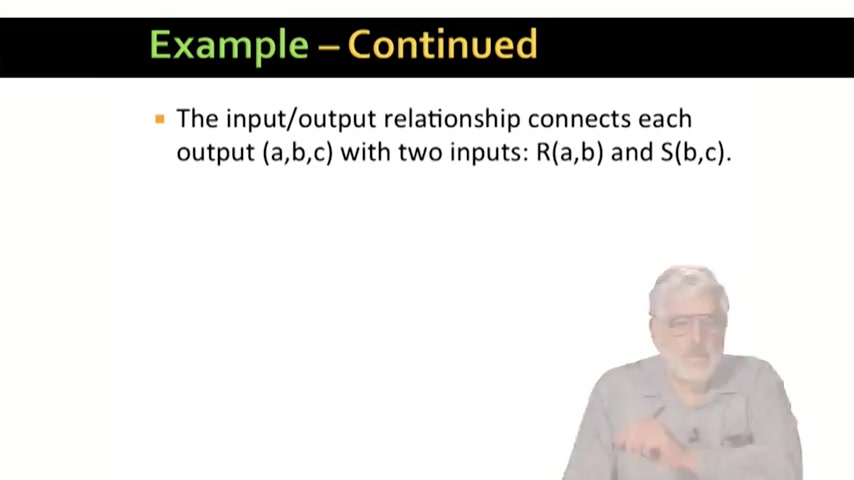 Example – Continued
The input/output relationship connects each
output (a,b,c) with two inputs: R(a,b) and S(b,c).